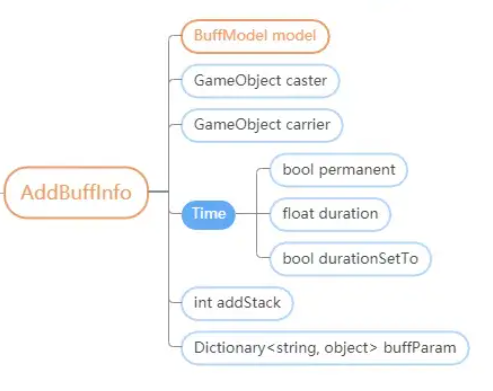 BuffModel model
GameObject caster
GameObject carrier
AddBuffInfo
Time
bool permanent
float duration
bool durationSetTo
int addStack
Dictionary<string, object> buffParam